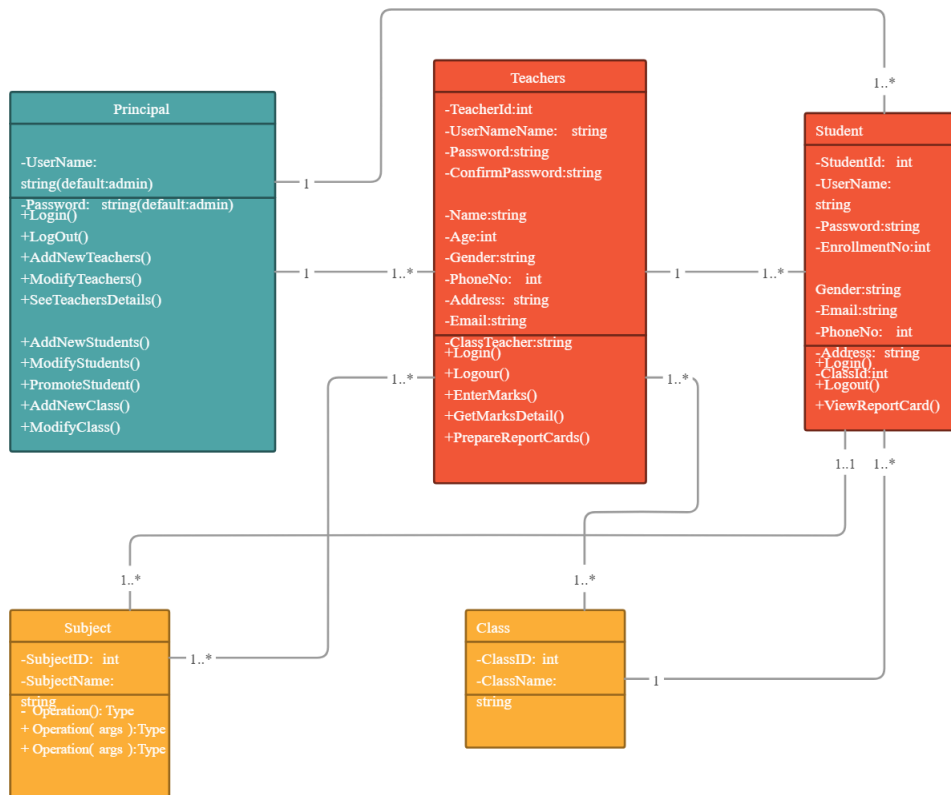 Principal
-UserName:
string(default:admin)
-Password: string(default:admin)
+Login()
+LogOut()
+AddNewTeachers()
+ModifyTeachers()
+SeeTeachersDetails()
+AddNewStudents()
+ModifyStudents()
+PromoteStudent()
+AddNewClass()
+ModifyClass()
1
1..*
1
1..*
Teachers
-TeacherId:int
-UserNameName: string
-Password:string
-ConfirmPassword:string
-Name:string
-Age:int
-Gender:string
-PhoneNo: int
-Address: string
-Email:string
-ClassTeacher:string
+Login()
+Logour()
+EnterMarks()
+GetMarksDetail()
+PrepareReportCards()
1
1..*
1..*
1..*
Student
-StudentId: int
-UserName:
string
-Password:string
-EnrollmentNo:int
Gender:string
-Email:string
-PhoneNo: int
-Address: string
-ClassId:int
+Login()
+Logout()
+ViewReportCard()
1..1
1..*
1..*
1..*
Subject
-SubjectID: int
-SubjectName:
string
- Operation(): Type
+ Operation( args ):Type
+ Operation( args ):Type
1..*
Class
-ClassID: int
-ClassName:
string
1